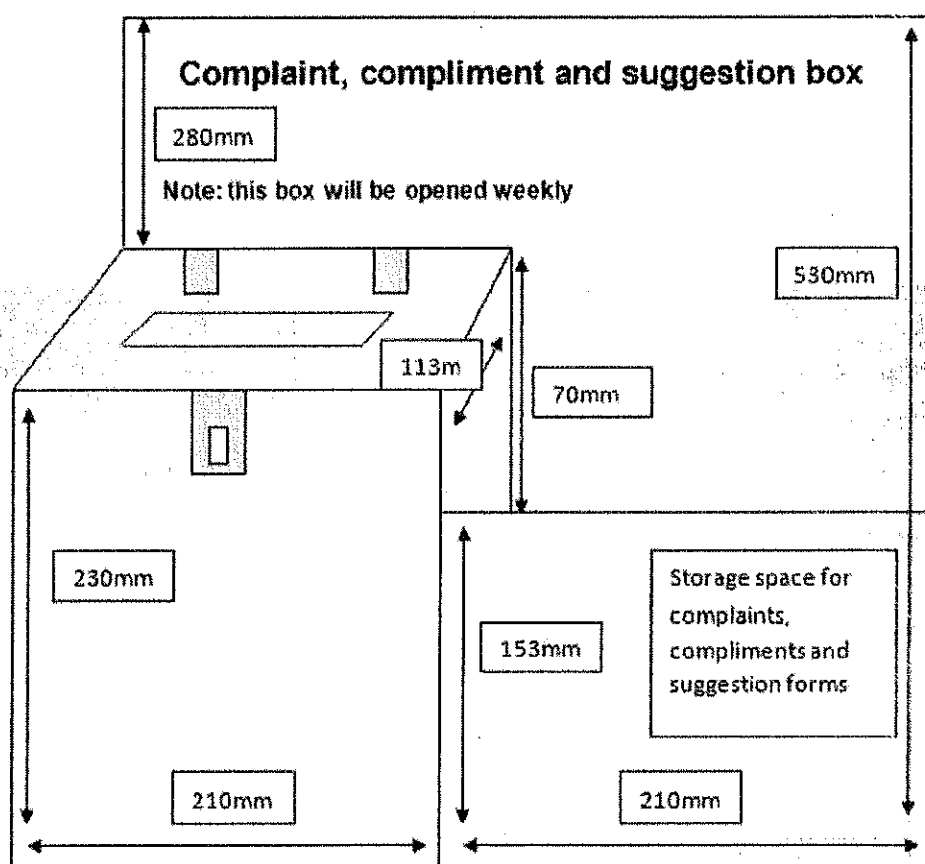 Complaint, compliment and suggestion box
280mm
Note: this box will be opened weekly
530mm
113m
70mm
230mm
153mm
Storage space for
complaints,
compliments and
suggestion forms
210mm
210mm